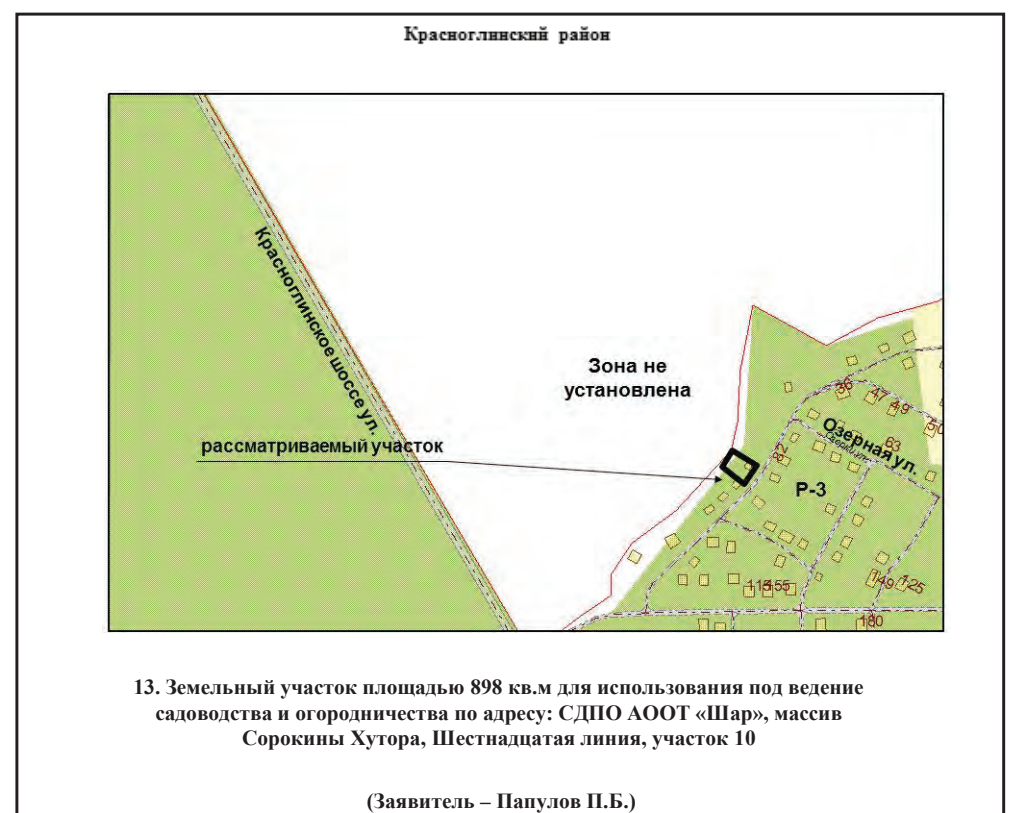 Красноглинский район
Красноглинское шоссе ул.
Зона не
установлена
рассматриваемый участок
36
47 49
50
Озерная ул.
63
82
Р-3
149 125
180
13. Земельный участок площадью 898 кв.м для использования под ведение
садоводства и огородничества по адресу: СДПО АООТ «Шар», массив
Сорокины Хутора, Шестнадцатая линия, участок 10
(Заявитель – Папулов П.Б.)